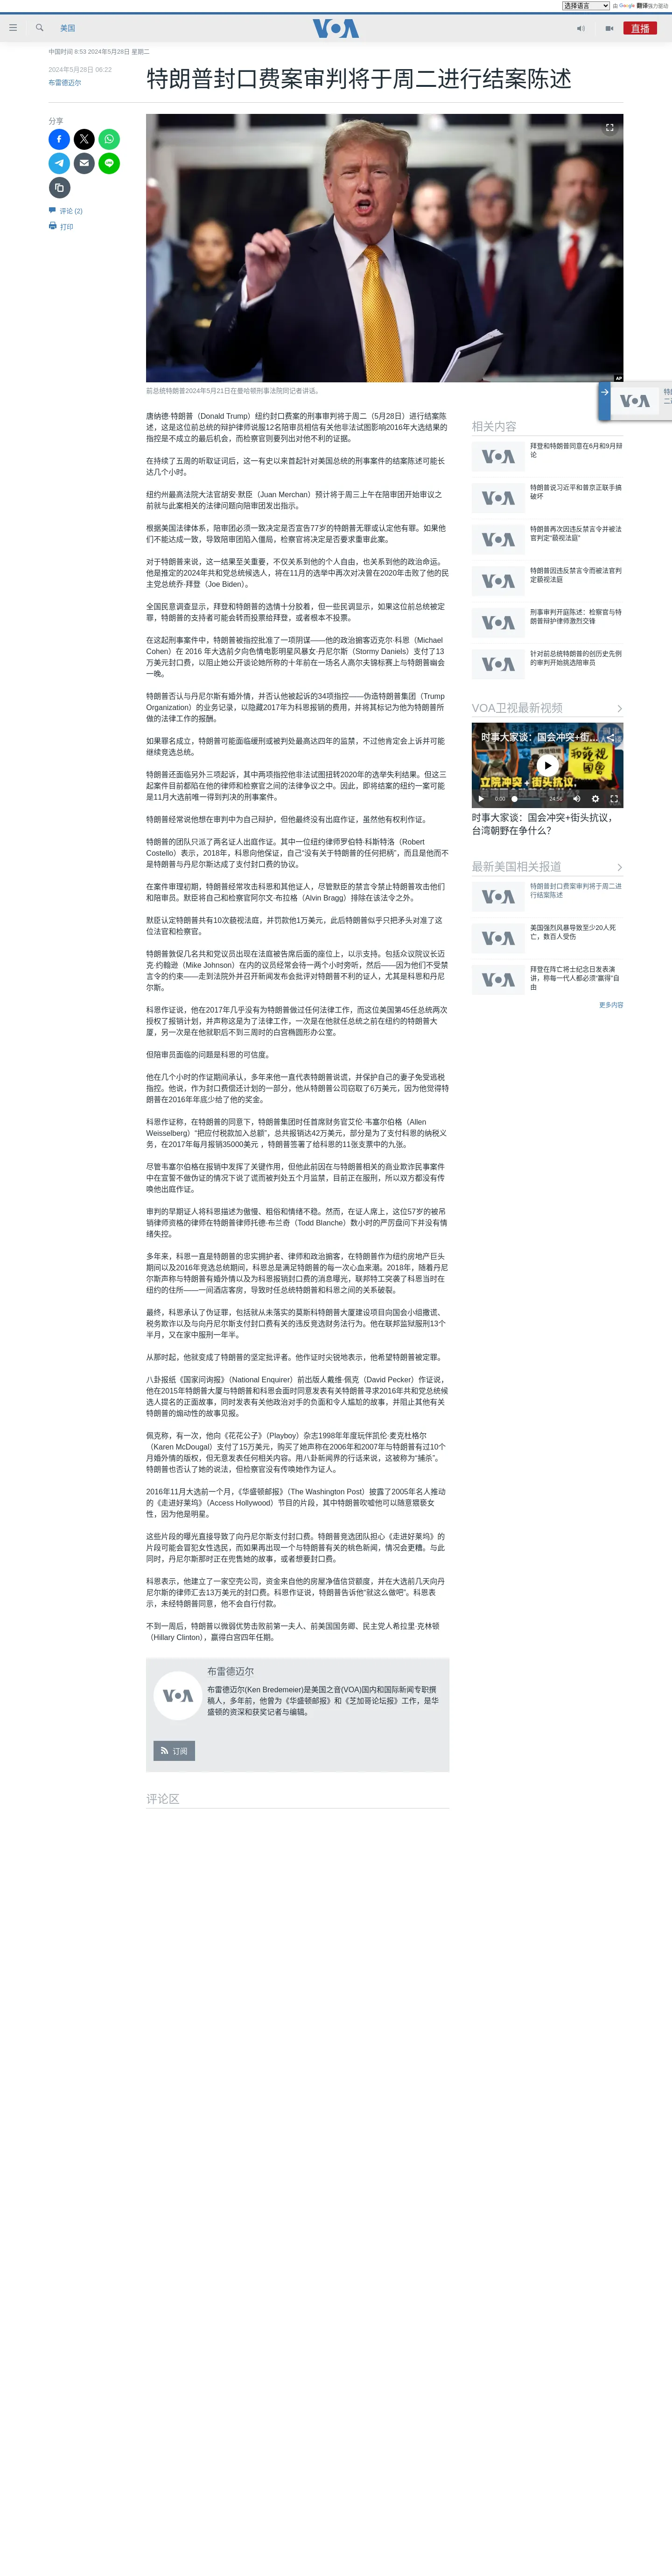 选择语言 由 Google 翻译强力驱动
美国
VOA
直播
中国时间 8:53 2024年5月28日 星期二
2024年5月28日 06:22
布雷德迈尔
特朗普前总统封口费案审判将于周二进行结案陈述
分享
评论 (2)
打印
AP
前总统特朗普2024年5月21日在曼哈顿刑事法院同记者讲话。
唐纳德·特朗普（Donald Trump）纽约封口费案的刑事审判将于周二（5月28日）进行结案陈
述，这是这位前总统的辩护律师说服12名陪审员相信有关他非法试图影响2016年大选结果的
指控是不成立的最后机会，而检察官则要列出对他不利的证据。
在持续了五周的听取证词后，这一有史以来首起针对美国总统的刑事案件的结案陈述可能长
达几个小时。
纽约州最高法院大法官胡安·默臣（Juan Merchan）预计将于周三上午在陪审团开始审议之
前就与此案相关的法律问题向陪审团发出指示。
根据美国法律体系，陪审团必须一致决定是否宣告77岁的特朗普无罪或认定他有罪。如果他
们不能达成一致，导致陪审团陷入僵局，检察官将决定是否要求重审此案。
对于特朗普来说，这一结果至关重要，不仅关系到他的个人自由，也关系到他的政治命运。
他是推定的2024年共和党总统候选人，将在11月的选举中再次对决曾在2020年击败了他的民
主党总统乔·拜登（Joe Biden）。
全国民意调查显示，拜登和特朗普的选情十分胶着，但一些民调显示，如果这位前总统被定
罪，特朗普的支持者可能会转而投票给拜登，或者根本不投票。
在这起刑事案件中，特朗普被指控批准了一项阴谋——他的政治掮客迈克尔·科恩（Michael
Cohen）在 2016 年大选前夕向色情电影明星风暴女·丹尼尔斯（Stormy Daniels）支付了13
万美元封口费，以阻止她公开谈论她所称的十年前在一场名人高尔夫锦标赛上与特朗普幽会
一晚。
特朗普否认与丹尼尔斯有婚外情，并否认他被起诉的34项指控——伪造特朗普集团（Trump
Organization）的业务记录，以隐藏2017年为科恩报销的费用，并将其标记为他为特朗普所
做的法律工作的报酬。
如果罪名成立，特朗普可能面临缓刑或被判处最高达四年的监禁，不过他肯定会上诉并可能
继续竞选总统。
特朗普还面临另外三项起诉，其中两项指控他非法试图扭转2020年的选举失利结果。但这三
起案件目前都陷在他的律师和检察官之间的法律争议之中。因此，即将结束的纽约一案可能
是11月大选前唯一得到判决的刑事案件。
特朗普经常说他想在审判中为自己辩护，但他最终没有出庭作证，虽然他有权利作证。
特朗普的团队只派了两名证人出庭作证。其中一位纽约律师罗伯特·科斯特洛（Robert
Costello）表示，2018年，科恩向他保证，自己“没有关于特朗普的任何把柄”，而且是他而不
是特朗普与丹尼尔斯达成了支付封口费的协议。
在案件审理初期，特朗普经常攻击科恩和其他证人，尽管默臣的禁言令禁止特朗普攻击他们
和陪审员。默臣将自己和检察官阿尔文·布拉格（Alvin Bragg）排除在该法令之外。
默臣认定特朗普共有10次藐视法庭，并罚款他1万美元，此后特朗普似乎只把矛头对准了这
位法官和检察官。
特朗普敦促几名共和党议员出现在法庭被告席后面的座位上，以示支持。包括众议院议长迈
克·约翰逊（Mike Johnson）在内的议员经常会待一两个小时旁听，然后——因为他们不受禁
言令的约束——走到法院外并召开新闻发布会批评对特朗普不利的证人，尤其是科恩和丹尼
尔斯。
科恩作证说，他在2017年几乎没有为特朗普做过任何法律工作，而这位美国第45任总统两次
授权了报销计划，并声称这是为了法律工作，一次是在他就任总统之前在纽约的特朗普大
厦，另一次是在他就职后不到三周时的白宫椭圆形办公室。
但陪审员面临的问题是科恩的可信度。
他在几个小时的作证期间承认，多年来他一直代表特朗普说谎，并保护自己的妻子免受逃税
指控。他说，作为封口费偿还计划的一部分，他从特朗普公司窃取了6万美元，因为他觉得特
朗普在2016年年底少给了他的奖金。
科恩作证称，在特朗普的同意下，特朗普集团时任首席财务官艾伦·韦塞尔伯格（Allen
Weisselberg）“把应付税款加入总额”，总共报销达42万美元，部分是为了支付科恩的纳税义
务，在2017年每月报销35000美元 ，特朗普签署了给科恩的11张支票中的九张。
尽管韦塞尔伯格在报销中发挥了关键作用，但他此前因在与特朗普相关的商业欺诈民事案件
中在宣誓不做伪证的情况下说了谎而被判处五个月监禁，目前正在服刑，所以双方都没有传
唤他出庭作证。
审判的早期证人将科恩描述为傲慢、粗俗和情绪不稳。然而，在证人席上，这位57岁的被吊
销律师资格的律师在特朗普律师托德·布兰奇（Todd Blanche）数小时的严厉盘问下并没有情
绪失控。
多年来，科恩一直是特朗普的忠实拥护者、律师和政治掮客，在特朗普作为纽约房地产巨头
期间以及2016年竞选总统期间，科恩总是满足特朗普的每一次心血来潮。2018年，随着丹尼
尔斯声称与特朗普有婚外情以及为科恩报销封口费的消息曝光，联邦特工突袭了科恩当时在
纽约的住所——一间酒店客房，导致时任总统特朗普和科恩之间的关系破裂。
最终，科恩承认了伪证罪，包括就从未落实的莫斯科特朗普大厦建设项目向国会小组撒谎、
税务欺诈以及与向丹尼尔斯支付封口费有关的违反竞选财务法行为。他在联邦监狱服刑13个
半月，又在家中服刑一年半。
从那时起，他就变成了特朗普的坚定批评者。他作证时尖锐地表示，他希望特朗普被定罪。
八卦报纸《国家问询报》（National Enquirer）前出版人戴维·佩克（David Pecker）作证说，
他在2015年特朗普大厦与特朗普和科恩会面时同意发表有关特朗普寻求2016年共和党总统候
选人提名的正面故事，同时发表有关他政治对手的负面和令人尴尬的故事，并阻止其他有关
特朗普的煽动性的故事见报。
佩克称，有一次，他向《花花公子》（Playboy）杂志1998年年度玩伴凯伦·麦克杜格尔
（Karen McDougal）支付了15万美元，购买了她声称在2006年和2007年与特朗普有过10个
月婚外情的版权，但无意发表任何相关内容。用八卦新闻界的行话来说，这被称为“捕杀”。
特朗普也否认了她的说法，但检察官没有传唤她作为证人。
2016年11月大选前一个月，《华盛顿邮报》（The Washington Post）披露了2005年名人推动
的《走进好莱坞》（Access Hollywood）节目的片段，其中特朗普吹嘘他可以随意猥亵女
性，因为他是明星。
这些片段的曝光直接导致了向丹尼尔斯支付封口费。特朗普竞选团队担心《走进好莱坞》的
片段可能会冒犯女性选民，而如果再出现一个与特朗普有关的桃色新闻，情况会更糟。与此
同时，丹尼尔斯那时正在兜售她的故事，或者想要封口费。
科恩表示，他建立了一家空壳公司，资金来自他的房屋净值信贷额度，并在大选前几天向丹
尼尔斯的律师汇去13万美元的封口费。科恩作证说，特朗普告诉他“就这么做吧”。科恩表
示，未经特朗普同意，他不会自行付款。
不到一周后，特朗普以微弱优势击败前第一夫人、前美国国务卿、民主党人希拉里·克林顿
（Hillary Clinton），赢得白宫四年任期。
布雷德迈尔
VOA
布雷德迈尔(Ken Bredemeier)是美国之音(VOA)国内和国际新闻专职撰
稿人，多年前，他曾为《华盛顿邮报》和《芝加哥论坛报》工作，是华
盛顿的资深和获奖记者与编辑。
订阅
评论区
VOA
相关内容
VOA
拜登和特朗普同意在6月和9月辩
论
VOA
特朗普说习近平和普京正联手搞
破坏
VOA
特朗普再次因违反禁言令并被法
官判定“藐视法庭”
VOA
特朗普因违反禁言令而被法官判
定藐视法庭
VOA
刑事审判开庭陈述：检察官与特
朗普辩护律师激烈交锋
VOA
针对前总统特朗普的创历史先例
的审判开始挑选陪审员
VOA卫视最新视频
时事大家谈：国会冲突+街...
立院冲突 + 街头抗议，
0:00 24:56
时事大家谈：国会冲突+街头抗议，
台湾朝野在争什么？
最新美国相关报道
VOA
特朗普封口费案审判将于周二进
行结案陈述
VOA
美国强烈风暴导致至少20人死
亡，数百人受伤
VOA
拜登在阵亡将士纪念日发表演
讲，称每一代人都必须“赢得”自
由
更多内容